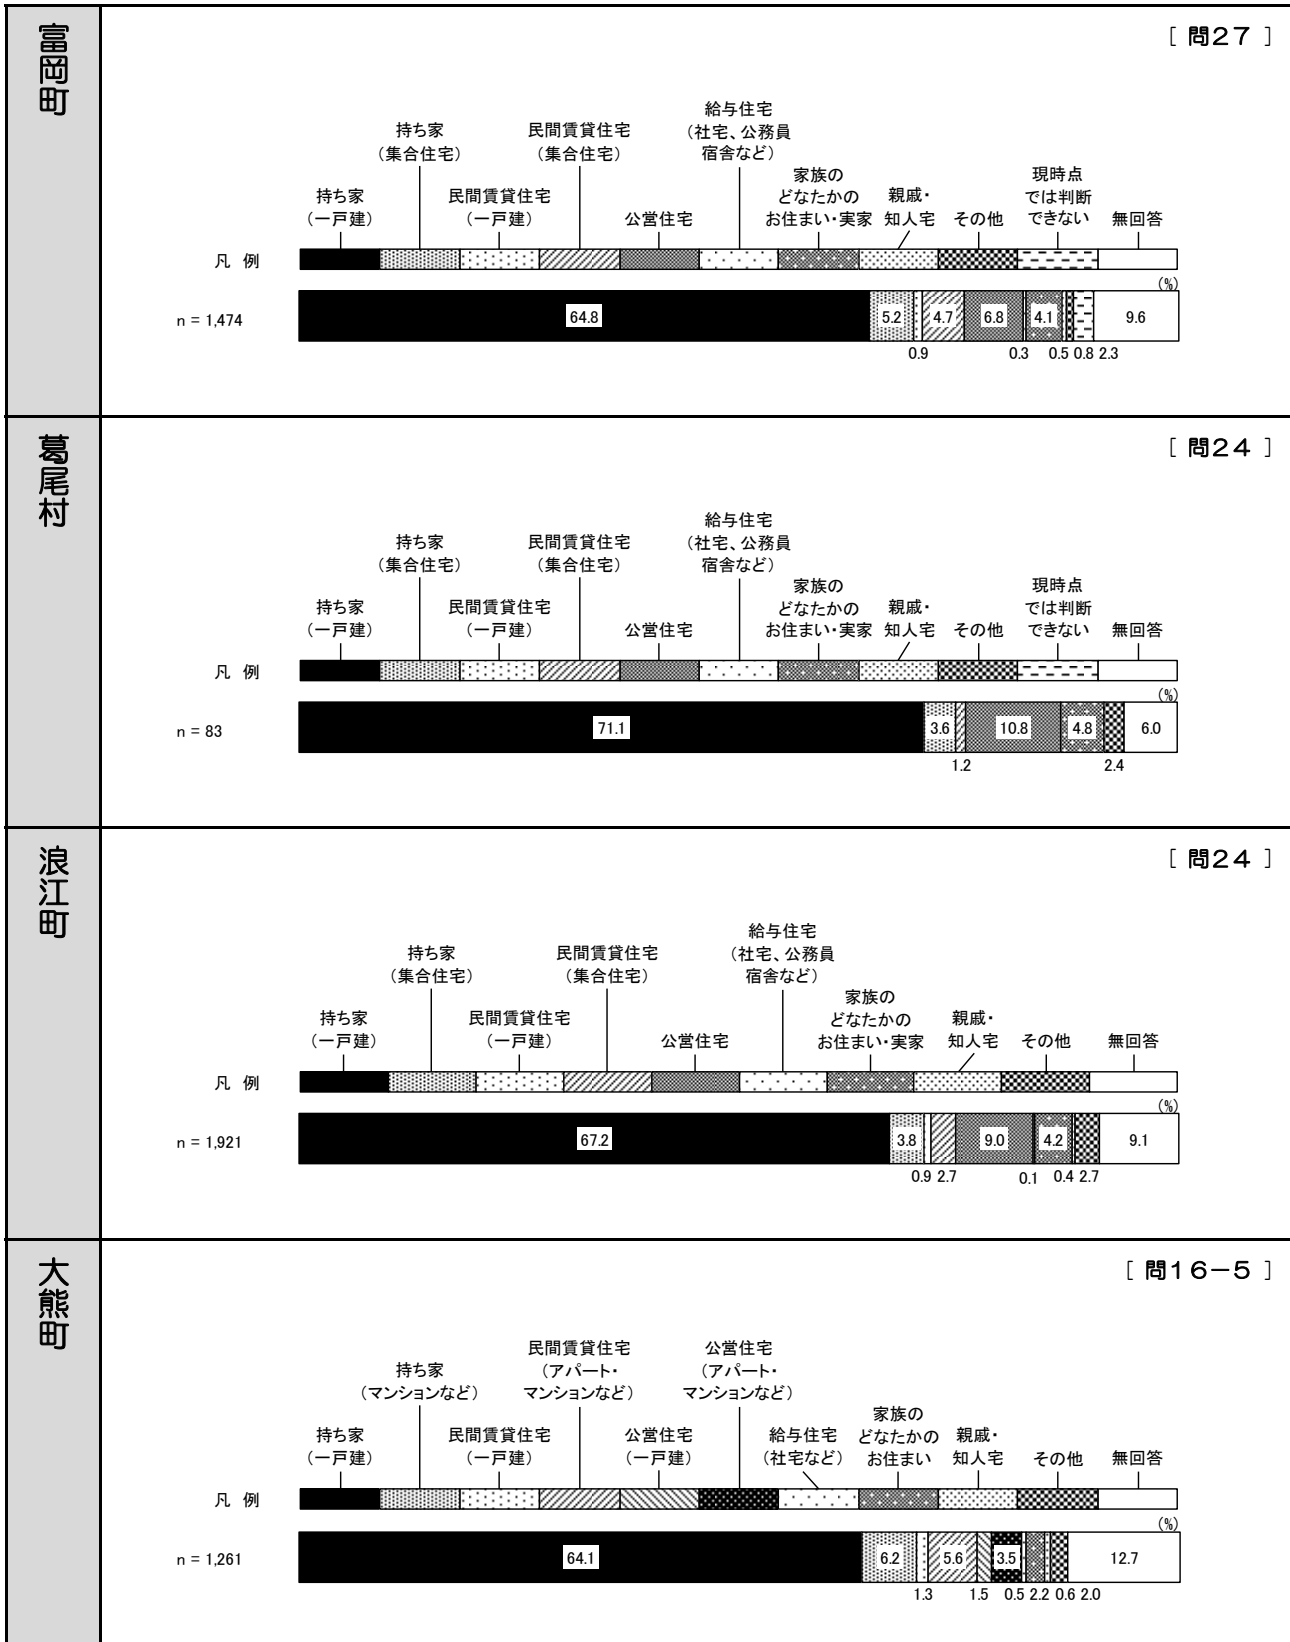 富岡町
[ 問27 ]
給与住宅
(社宅、公務員
宿舎など)
持ち家
(集合住宅)
民間賃貸住宅
(集合住宅)
家族の
どなたかの
お住まい・実家
現時点
では判断
できない
持ち家
(一戸建)
民間賃貸住宅
(一戸建)
公営住宅
親戚・
知人宅
その他
無回答
凡 例
(%)
n = 1,474
64.8
5.2
4.7
6.8
4.1
9.6
0.9
0.3
0.5
0.8
2.3
葛尾村
[ 問24 ]
給与住宅
(社宅、公務員
宿舎など)
持ち家
(集合住宅)
民間賃貸住宅
(集合住宅)
家族の
どなたかの
お住まい・実家
現時点
では判断
できない
持ち家
(一戸建)
民間賃貸住宅
(一戸建)
公営住宅
親戚・
知人宅
その他
無回答
凡 例
(%)
n = 83
71.1
3.6
10.8
4.8
6.0
1.2
2.4
浪江町
[ 問24 ]
給与住宅
(社宅、公務員
宿舎など)
持ち家
(集合住宅)
民間賃貸住宅
(集合住宅)
家族の
どなたかの
お住まい・実家
持ち家
(一戸建)
民間賃貸住宅
(一戸建)
公営住宅
親戚・
知人宅
その他
無回答
凡 例
(%)
n = 1,921
67.2
3.8
9.0
4.2
9.1
0.9
2.7
0.1
0.4
2.7
大熊町
[ 問16-5 ]
民間賃貸住宅
(アパート・
マンションなど)
公営住宅
(アパート・
マンションなど)
持ち家
(マンションなど)
家族の
どなたかの
お住まい
持ち家
(一戸建)
民間賃貸住宅
(一戸建)
公営住宅
(一戸建)
給与住宅
(社宅など)
親戚・
知人宅
その他
無回答
凡 例
(%)
n = 1,261
64.1
6.2
5.6
3.5
12.7
1.3
1.5
0.5
2.2
0.6
2.0